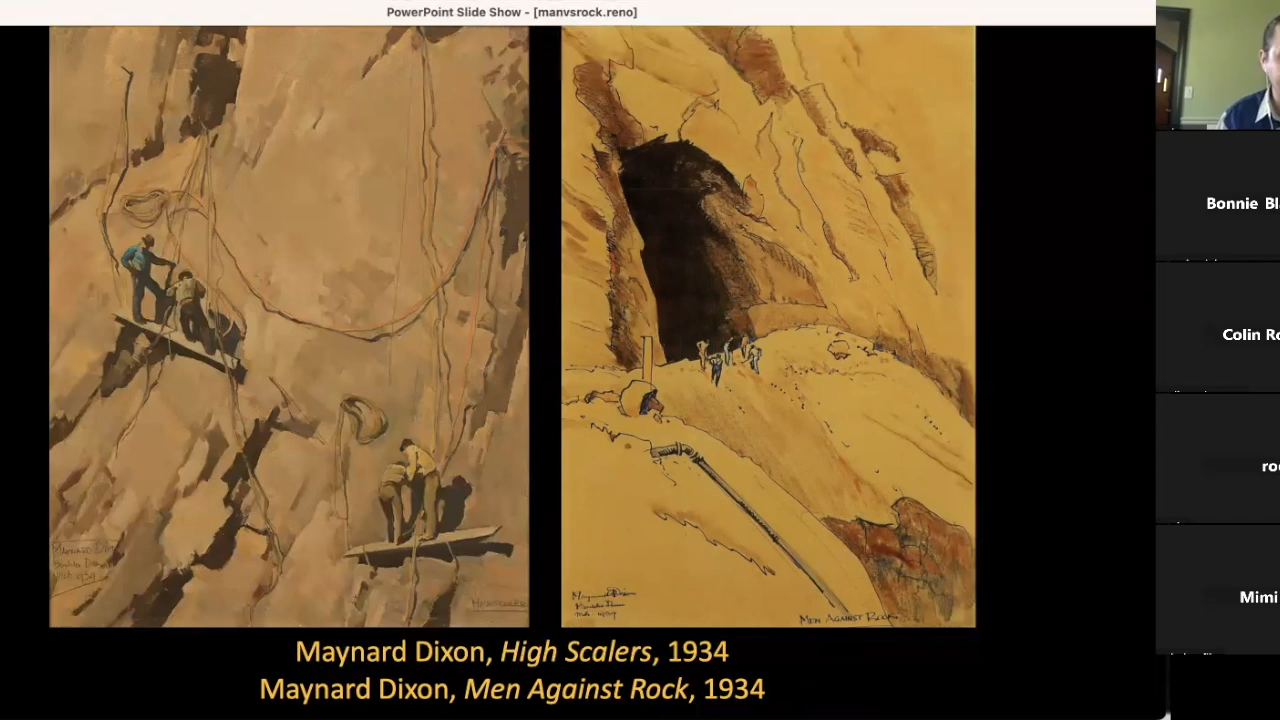 PowerPoint Slide Show - [manvsrock.reno]
Bonnie Bl
Colin Ro
Mimi
MEN AGAINST ROCK
Maynard Dixon, High Scalers, 1934
Maynard Dixon, Men Against Rock, 1934